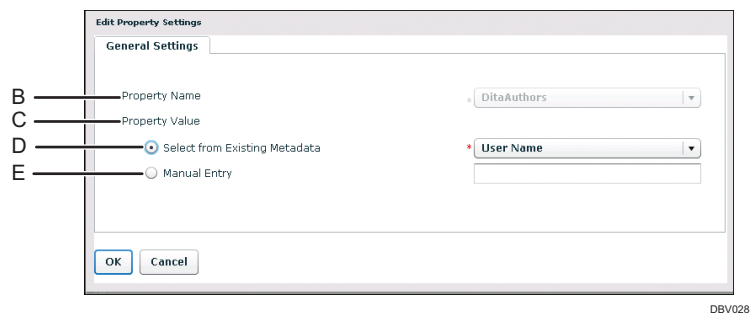 Edit Property Settings
General Settings
B Property Name * DitaAuthors
C Property Value
D Select from Existing Metadata * User Name
E Manual Entry
OK Cancel
DBV028